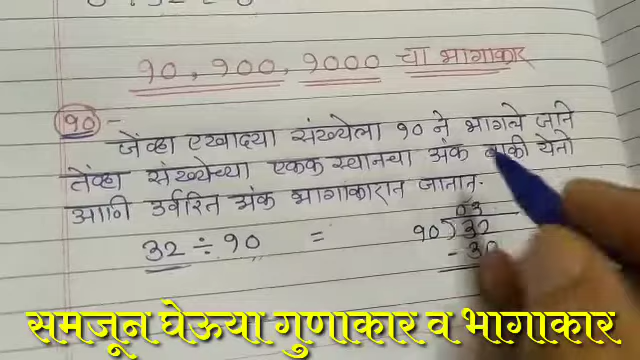 १०, १००, १००० चा भागाकार
१० -
जेंव्हा एखाद्या संख्येला १० ने भागले जाते
तेंव्हा संख्येच्या एकक स्थानचा अंक बाकी येतो
आणि उर्वरित अंक भागाकारात जातात.
०३
३२ ÷ १० = १०)३२
- ३०
समजून घेऊया गुणाकार व भागाकार